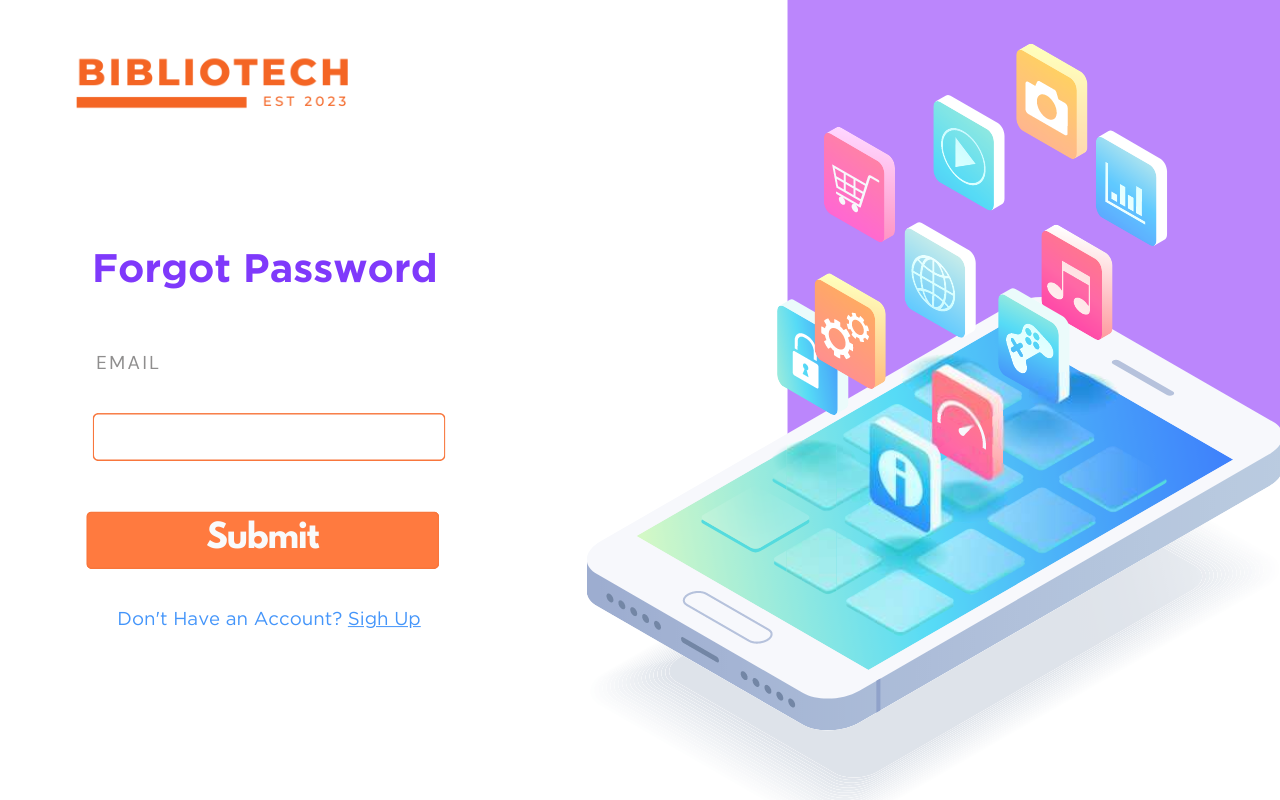 BIBLIOTECH
EST 2023
Forgot Password
EMAIL
Submit
Don't Have an Account? Sigh Up